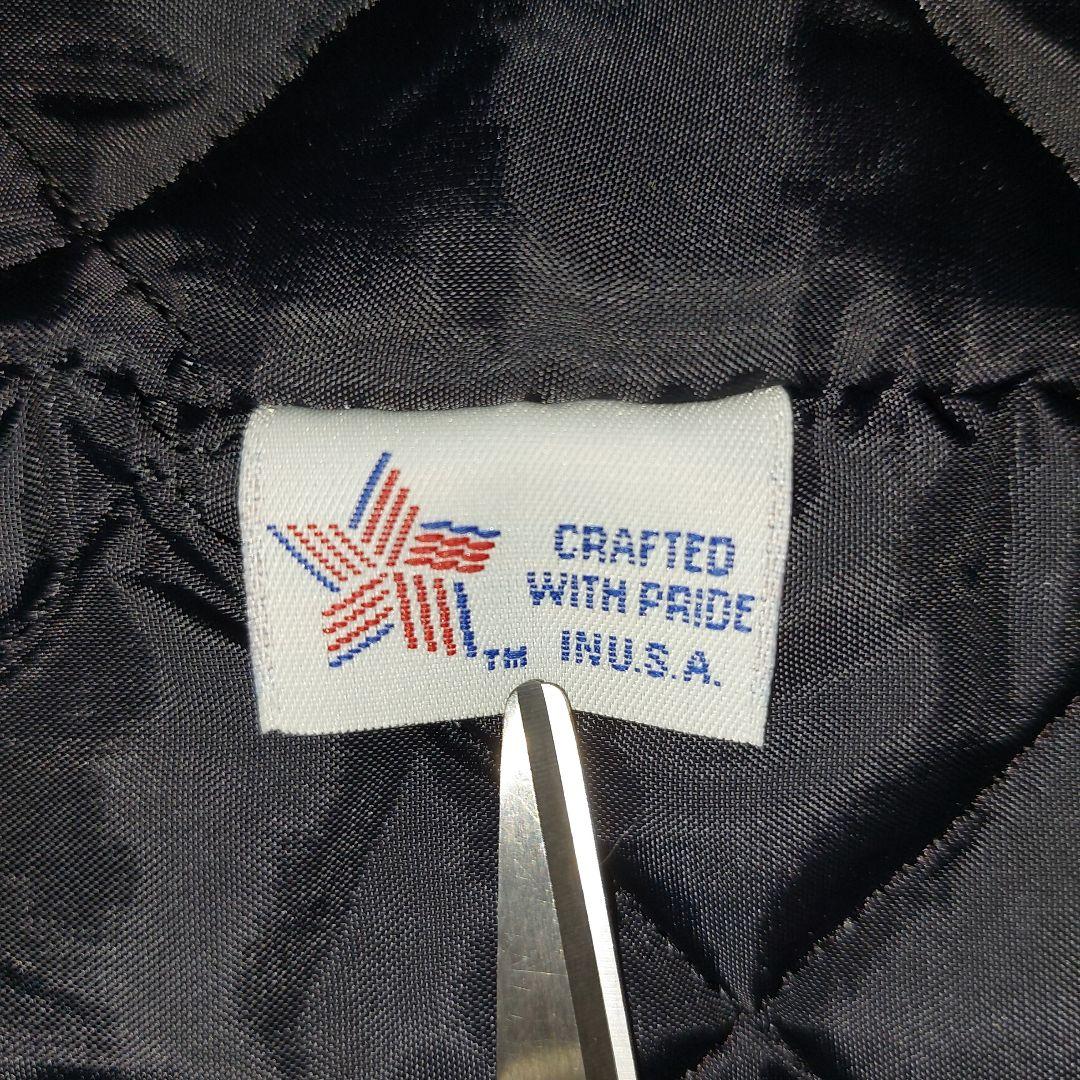 CRAFTED
WITH PRIDE
IN U.S.A.
TM